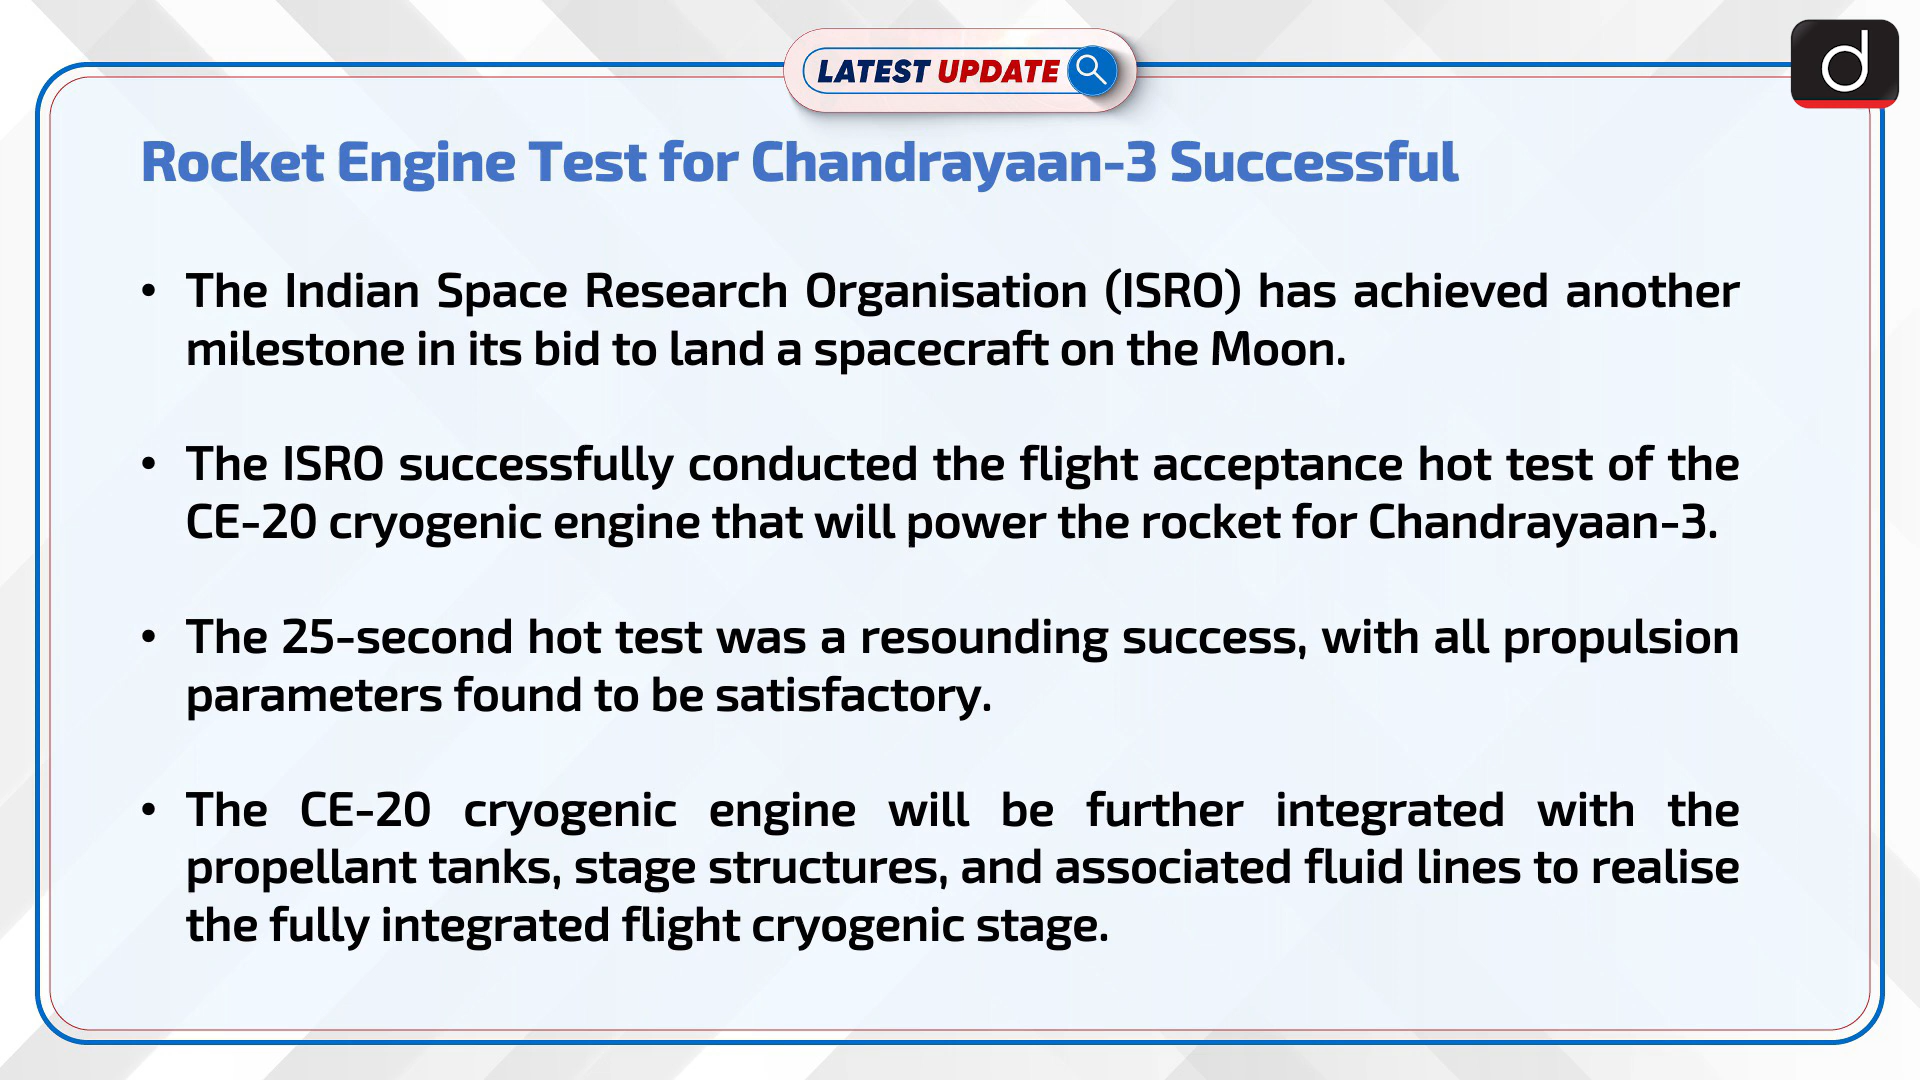 LATEST UPDATE
d
Rocket Engine Test for Chandrayaan-3 Successful
• The Indian Space Research Organisation (ISRO) has achieved another
milestone in its bid to land a spacecraft on the Moon.
• The ISRO successfully conducted the flight acceptance hot test of the
CE-20 cryogenic engine that will power the rocket for Chandrayaan-3.
• The 25-second hot test was a resounding success, with all propulsion
parameters found to be satisfactory.
• The CE-20 cryogenic engine will be further integrated with the
propellant tanks, stage structures, and associated fluid lines to realise
the fully integrated flight cryogenic stage.